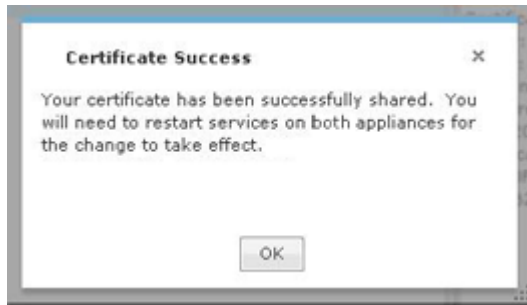 Certificate Success ×
Your certificate has been successfully shared. You
will need to restart services on both appliances for
the change to take effect.
OK